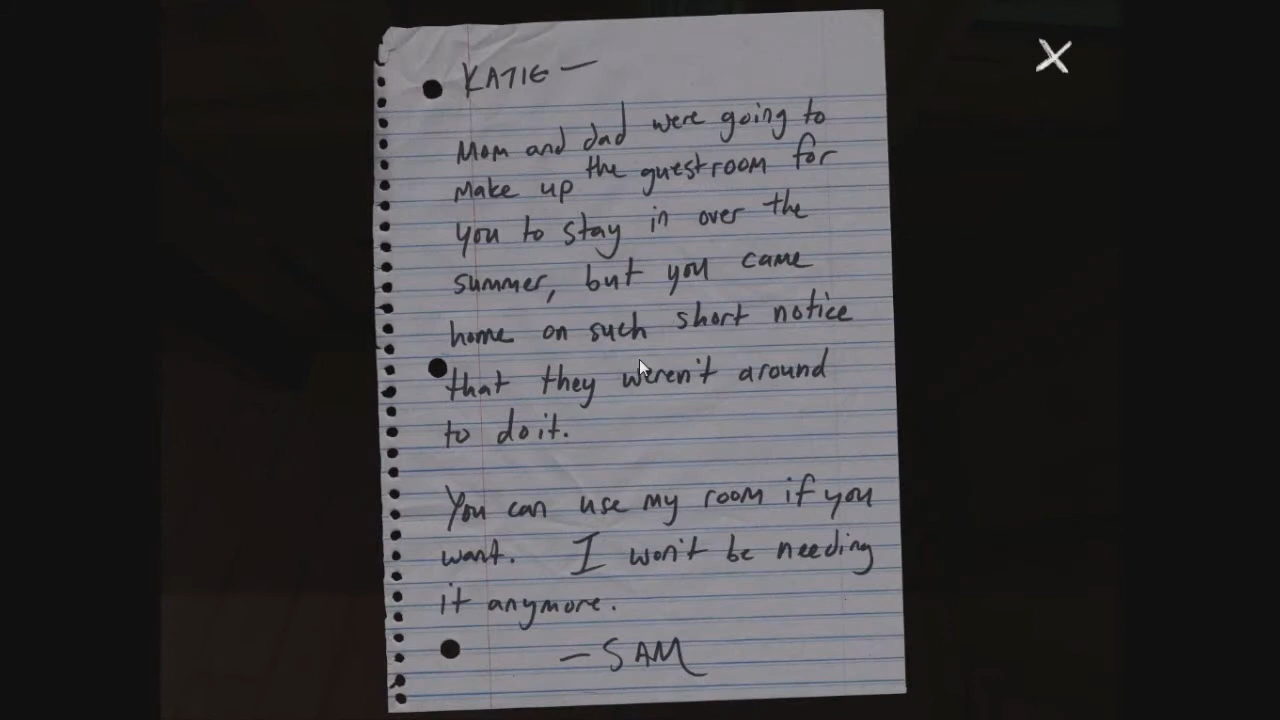 KATIE —
Mom and dad were going to
make up the guestroom for
you to stay in over the
summer, but you came
home on such short notice
that they weren't around
to do it.
You can use my room if you
want. I won't be needing
it anymore.
— SAM